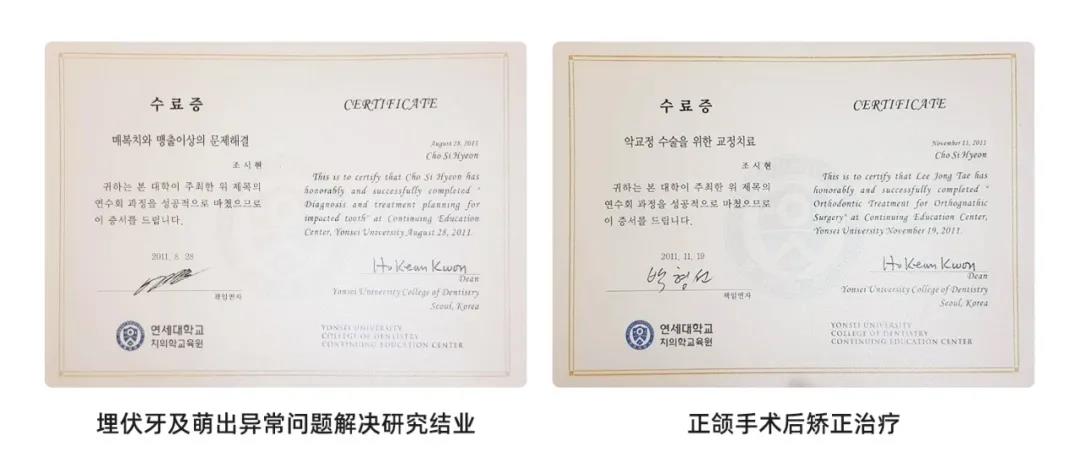 수료증
매복치와 맹출이상의 문제해결
조시현
귀하는 본 대학이 주최한 위 제목의
연수회 과정을 성공적으로 마쳤으므로
이 증서를 드립니다.
2011. 8. 28
책임연자
연세대학교
치의학교육원
CERTIFICATE
August 28, 2011
Cho Si Hyeon
This is to certify that Cho Si Hyeon has
honorably and successfully completed "
Diagnosis and treatment planning for
impacted tooth" at Continuing Education
Center, Yonsei University August 28, 2011.
Ho Keun Kwon
Dean
Yonsei University College of Dentistry
Seoul, Korea
YONSEI UNIVERSITY
COLLEGE OF DENTISTRY
CONTINUING EDUCATION CENTER
埋伏牙及萌出异常问题解决研究结业
수료증
악교정 수술을 위한 교정치료
조시현
귀하는 본 대학이 주최한 위 제목의
연수회 과정을 성공적으로 마쳤으므로
이 증서를 드립니다.
2011. 11. 19
박형선
책임연자
연세대학교
치의학교육원
CERTIFICATE
November 11, 2011
Cho Si Hyeon
This is to certify that Lee Jong Tae has
honorably and successfully completed "
Orthodontic Treatment for Orthognathic
Surgery" at Continuing Education Center,
Yonsei University November 19, 2011.
Ho Keun Kwon
Dean
Yonsei University College of Dentistry
Seoul, Korea
YONSEI UNIVERSITY
COLLEGE OF DENTISTRY
CONTINUING EDUCATION CENTER
正颌手术后矫正治疗